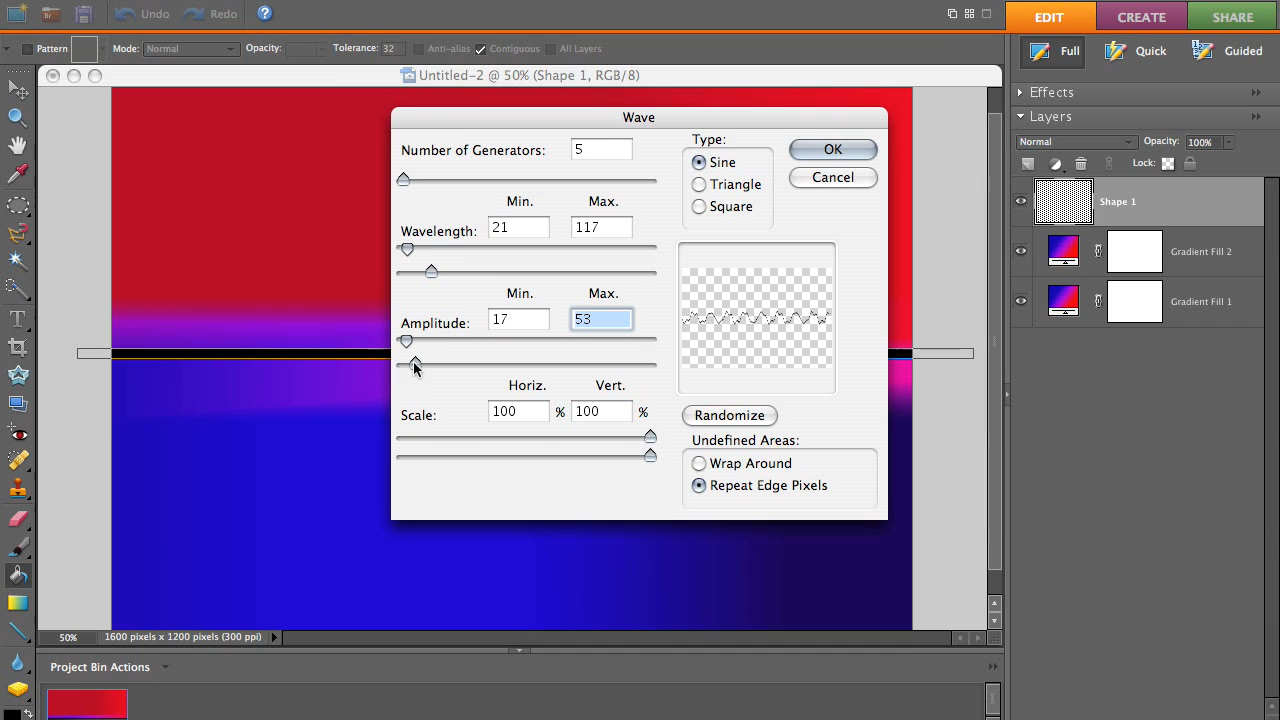 Br Undo Redo ? EDIT CREATE SHARE
Pattern Mode: Normal Opacity: Tolerance: 32 Anti-alias Contiguous All Layers Full Quick Guided
Untitled-2 @ 50% (Shape 1, RGB/8)
Effects
Layers
Normal Opacity: 100%
Lock:
Shape 1
Gradient Fill 2
Gradient Fill 1
Wave
Number of Generators: 5
Min. Max.
Wavelength: 21 117
Min. Max.
Amplitude: 17 53
Horiz. Vert.
Scale: 100 % 100 %
Type:
Sine
Triangle
Square
OK
Cancel
Randomize
Undefined Areas:
Wrap Around
Repeat Edge Pixels
50% 1600 pixels x 1200 pixels (300 ppi)
Project Bin Actions